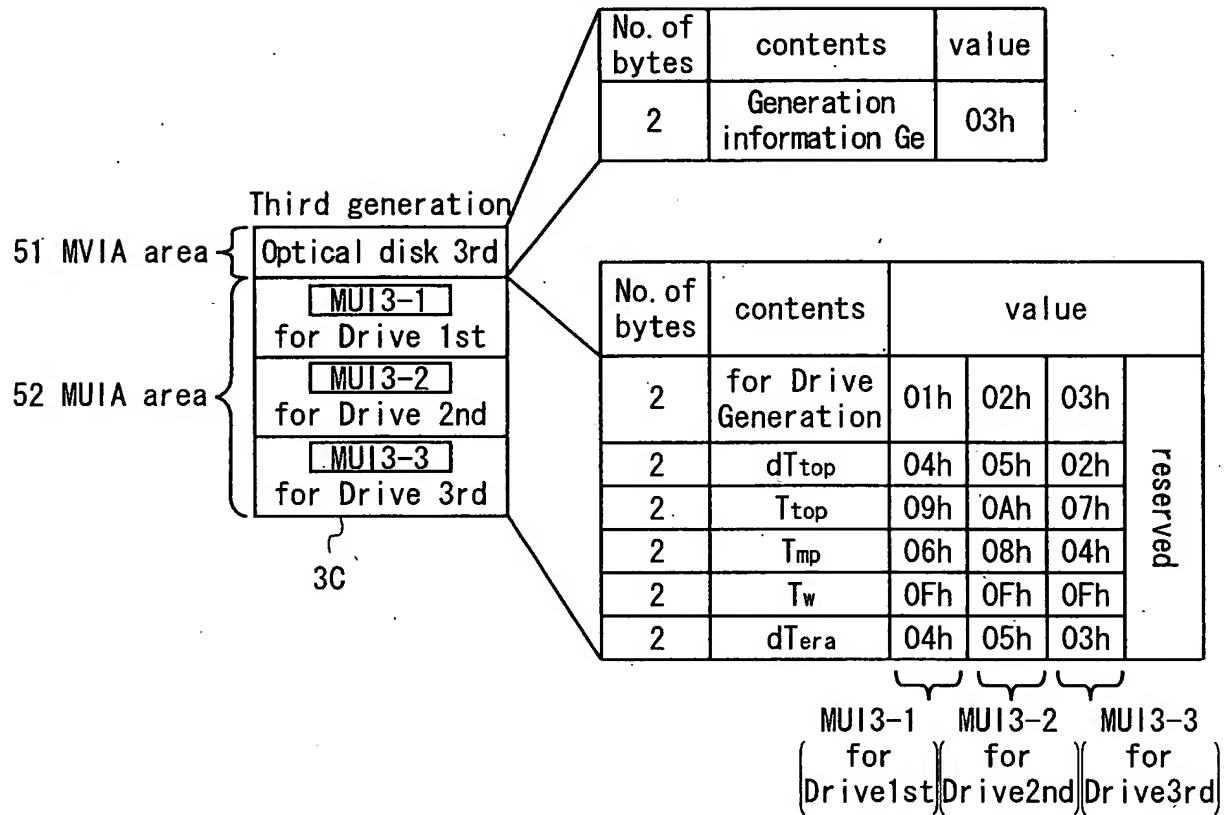 No. of bytes contents value
2 Generation information Ge 03h
Third generation
51 MVIA area Optical disk 3rd
52 MUIA area
MUI3-1
for Drive 1st
MUI3-2
for Drive 2nd
MUI3-3
for Drive 3rd
3C
No. of bytes contents value
2 for Drive Generation 01h 02h 03h reserved
2 dTtop 04h 05h 02h
2 Ttop 09h 0Ah 07h
2 Tmp 06h 08h 04h
2 Tw 0Fh 0Fh 0Fh
2 dTera 04h 05h 03h
MUI3-1 MUI3-2 MUI3-3
for for for
Drive1st Drive2nd Drive3rd